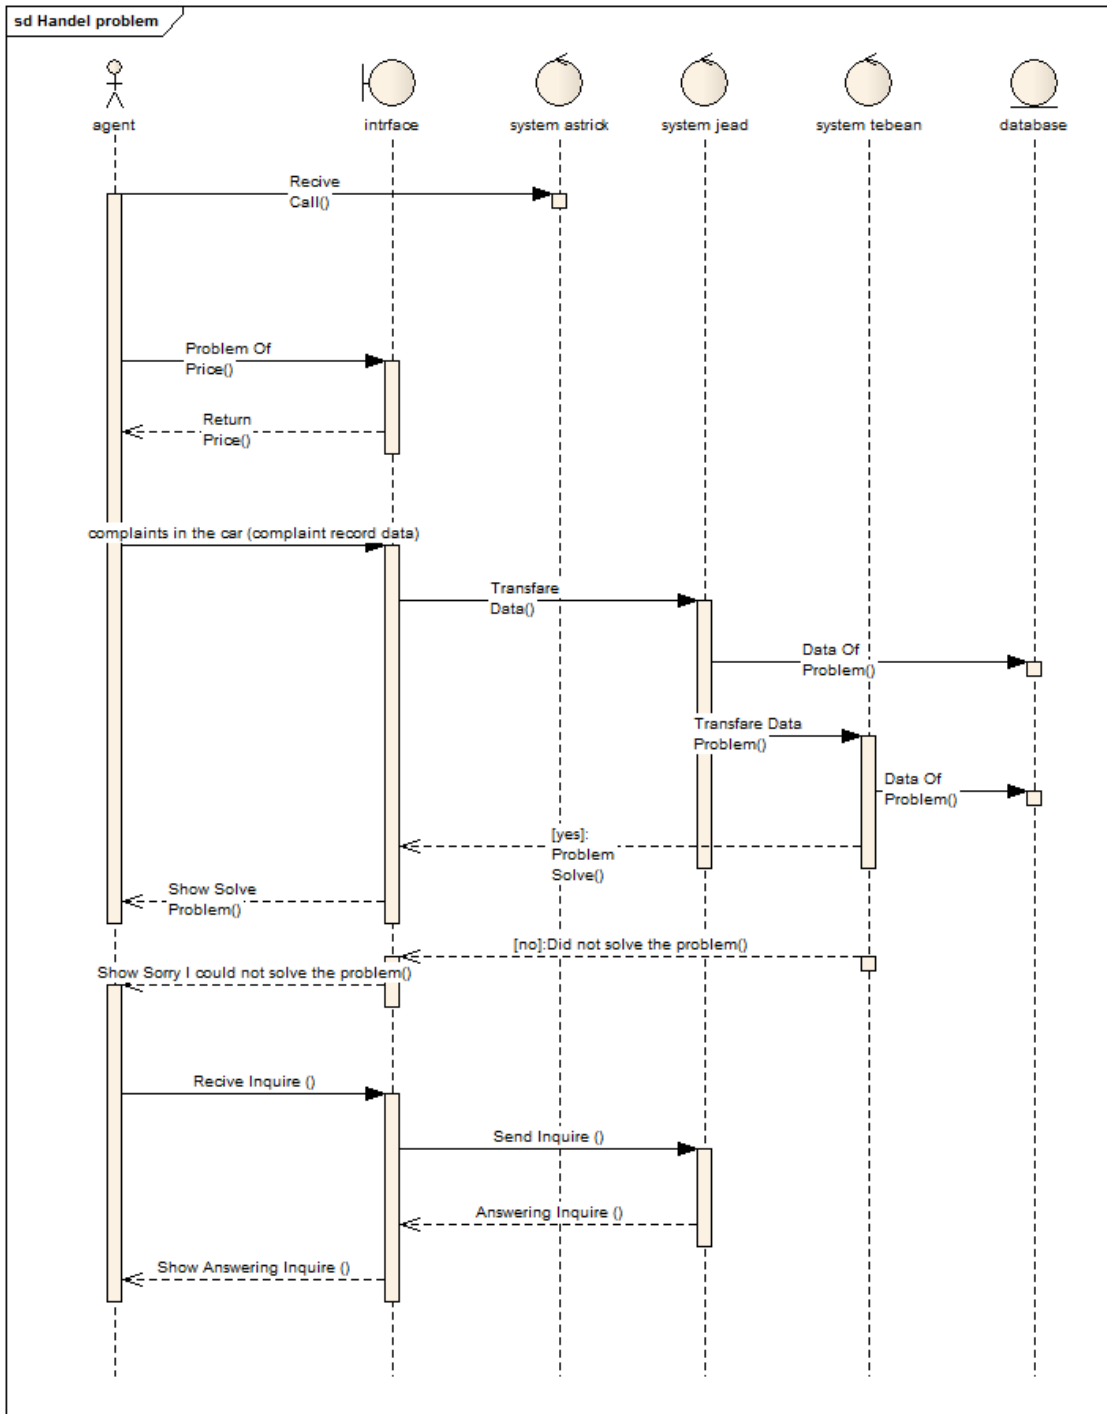 sd Handel problem
agent
intrface
system astrick
system jead
system tebean
database
Recive
Call()
Problem Of
Price()
Return
Price()
complaints in the car (complaint record data)
Transfare
Data()
Data Of
Problem()
Transfare Data
Problem()
Data Of
Problem()
[yes]:
Problem
Solve()
Show Solve
Problem()
[no]:Did not solve the problem()
Show Sorry I could not solve the problem()
Recive Inquire ()
Send Inquire ()
Answering Inquire ()
Show Answering Inquire ()